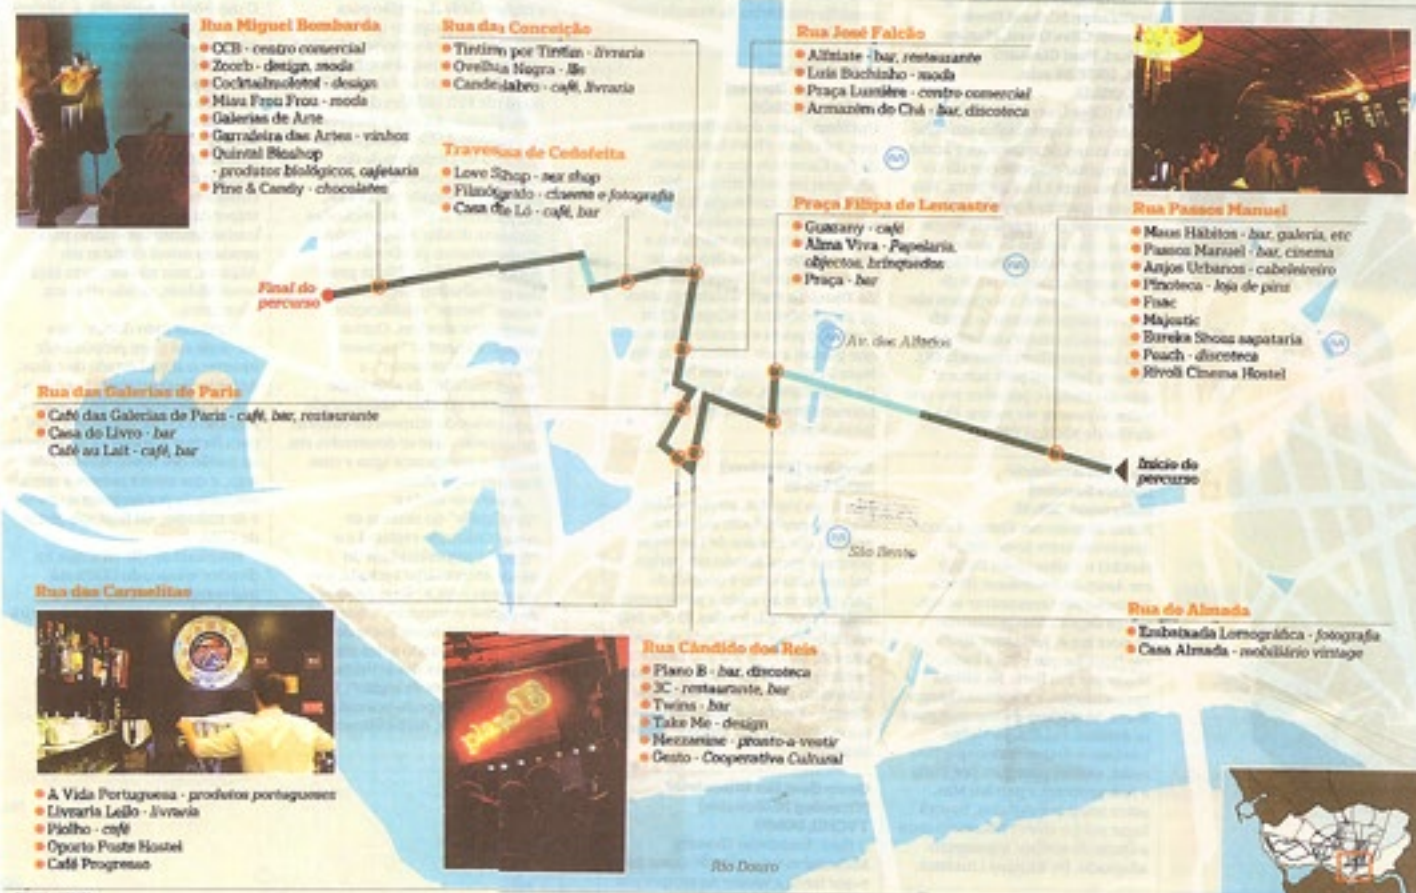 Rua Miguel Bombarda
CCB - centro comercial
Zoorb - design, moda
Cocktailmolotof - design
Miau Frou Frou - moda
Galerias de Arte
Garrafeira das Artes - vinhos
Quintal Bioshop
- produtos biológicos, cafetaria
Pine & Candy - chocolates
Rua da Conceição
Tintim por Tintim - livraria
Ovelha Negra - lãs
Candelabro - café, livraria
Travessa de Cedofeita
Love Shop - sex shop
Filmógrafo - cinema e fotografia
Casa de Ló - café, bar
Rua José Falcão
Alfaiate - bar, restaurante
Luis Buchinho - moda
Praça Lumière - centro comercial
Armazém do Chá - bar, discoteca
Praça Filipa de Lencastre
Guarany - café
Alma Viva - Papelaria,
objectos, brinquedos
Praça - bar
Rua Passos Manuel
Maus Hábitos - bar, galeria, etc
Passos Manuel - bar, cinema
Anjos Urbanos - cabeleireiro
Pinoteca - loja de pins
Fnac
Majestic
Eureka Shoes sapataria
Peach - discoteca
Rivoli Cinema Hostel
Final do
percurso
Av. dos Aliados
Rua das Galerias de Paris
Café das Galerias de Paris - café, bar, restaurante
Casa do Livro - bar
Café au Lait - café, bar
Início do
percurso
São Bento
Rua das Carmelitas
A Vida Portuguesa - produtos portugueses
Livraria Lello - livraria
Piolho - café
Oporto Poets Hostel
Café Progresso
plano B
Rua Cândido dos Reis
Plano B - bar, discoteca
3C - restaurante, bar
Twins - bar
Take Me - design
Mezzanine - pronto-a-vestir
Gesto - Cooperativa Cultural
Rua do Almada
Embaixada Lomográfica - fotografia
Casa Almada - mobiliário vintage
Rio Douro